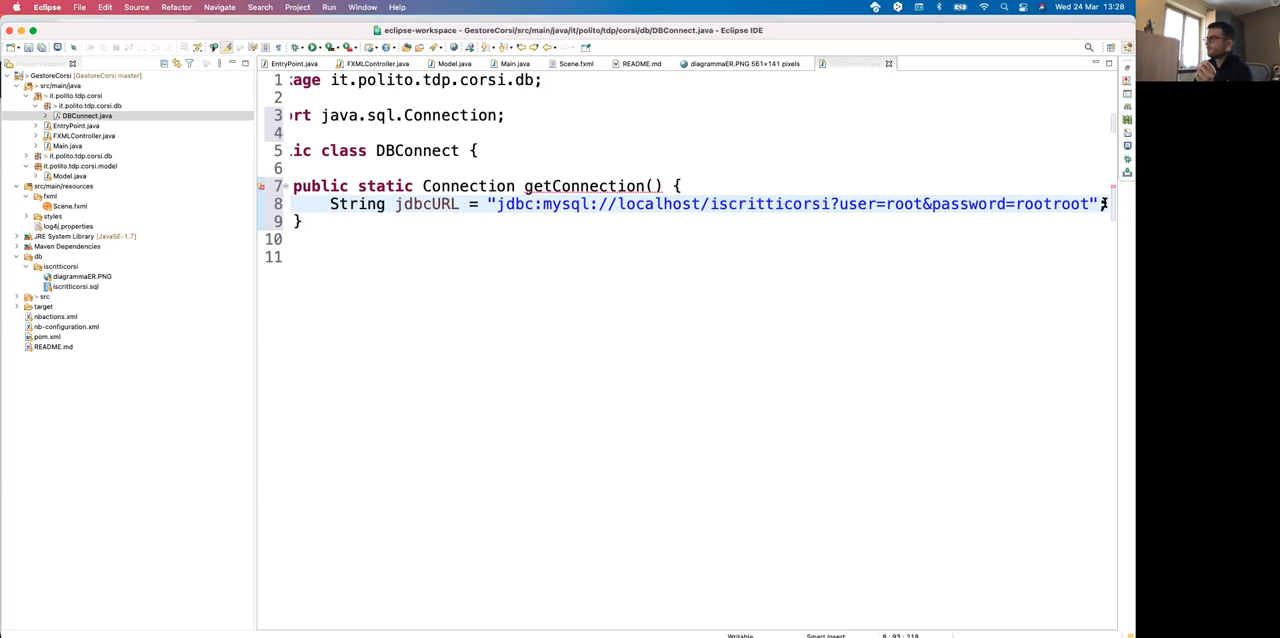 Eclipse File Edit Source Refactor Navigate Search Project Run Window Help Wed 24 Mar 13:28
eclipse-workspace - GestoreCorsi/src/main/java/it/polito/tdp/corsi/db/DBConnect.java - Eclipse IDE
Project Explorer
EntryPoint.java FXMLController.java Model.java Main.java Scene.fxml README.md diagrammaER.PNG 561×141 pixels
> GestoreCorsi [GestoreCorsi master]
> src/main/java
> it.polito.tdp.corsi
> it.polito.tdp.corsi.db
> DBConnect.java
EntryPoint.java
FXMLController.java
Main.java
> it.polito.tdp.corsi.db
it.polito.tdp.corsi.model
Model.java
src/main/resources
fxml
Scene.fxml
styles
log4j.properties
JRE System Library [JavaSE-1.7]
Maven Dependencies
db
iscritticorsi
diagrammaER.PNG
iscritticorsi.sql
> src
target
nbactions.xml
nb-configuration.xml
pom.xml
README.md
1 kage it.polito.tdp.corsi.db;
2
3 ort java.sql.Connection;
4
5 ic class DBConnect {
6
7 public static Connection getConnection() {
8 String jdbcURL = "jdbc:mysql://localhost/iscritticorsi?user=root&password=rootroot";
9 }
10
11
Writable Smart Insert 8 : 93 : 218